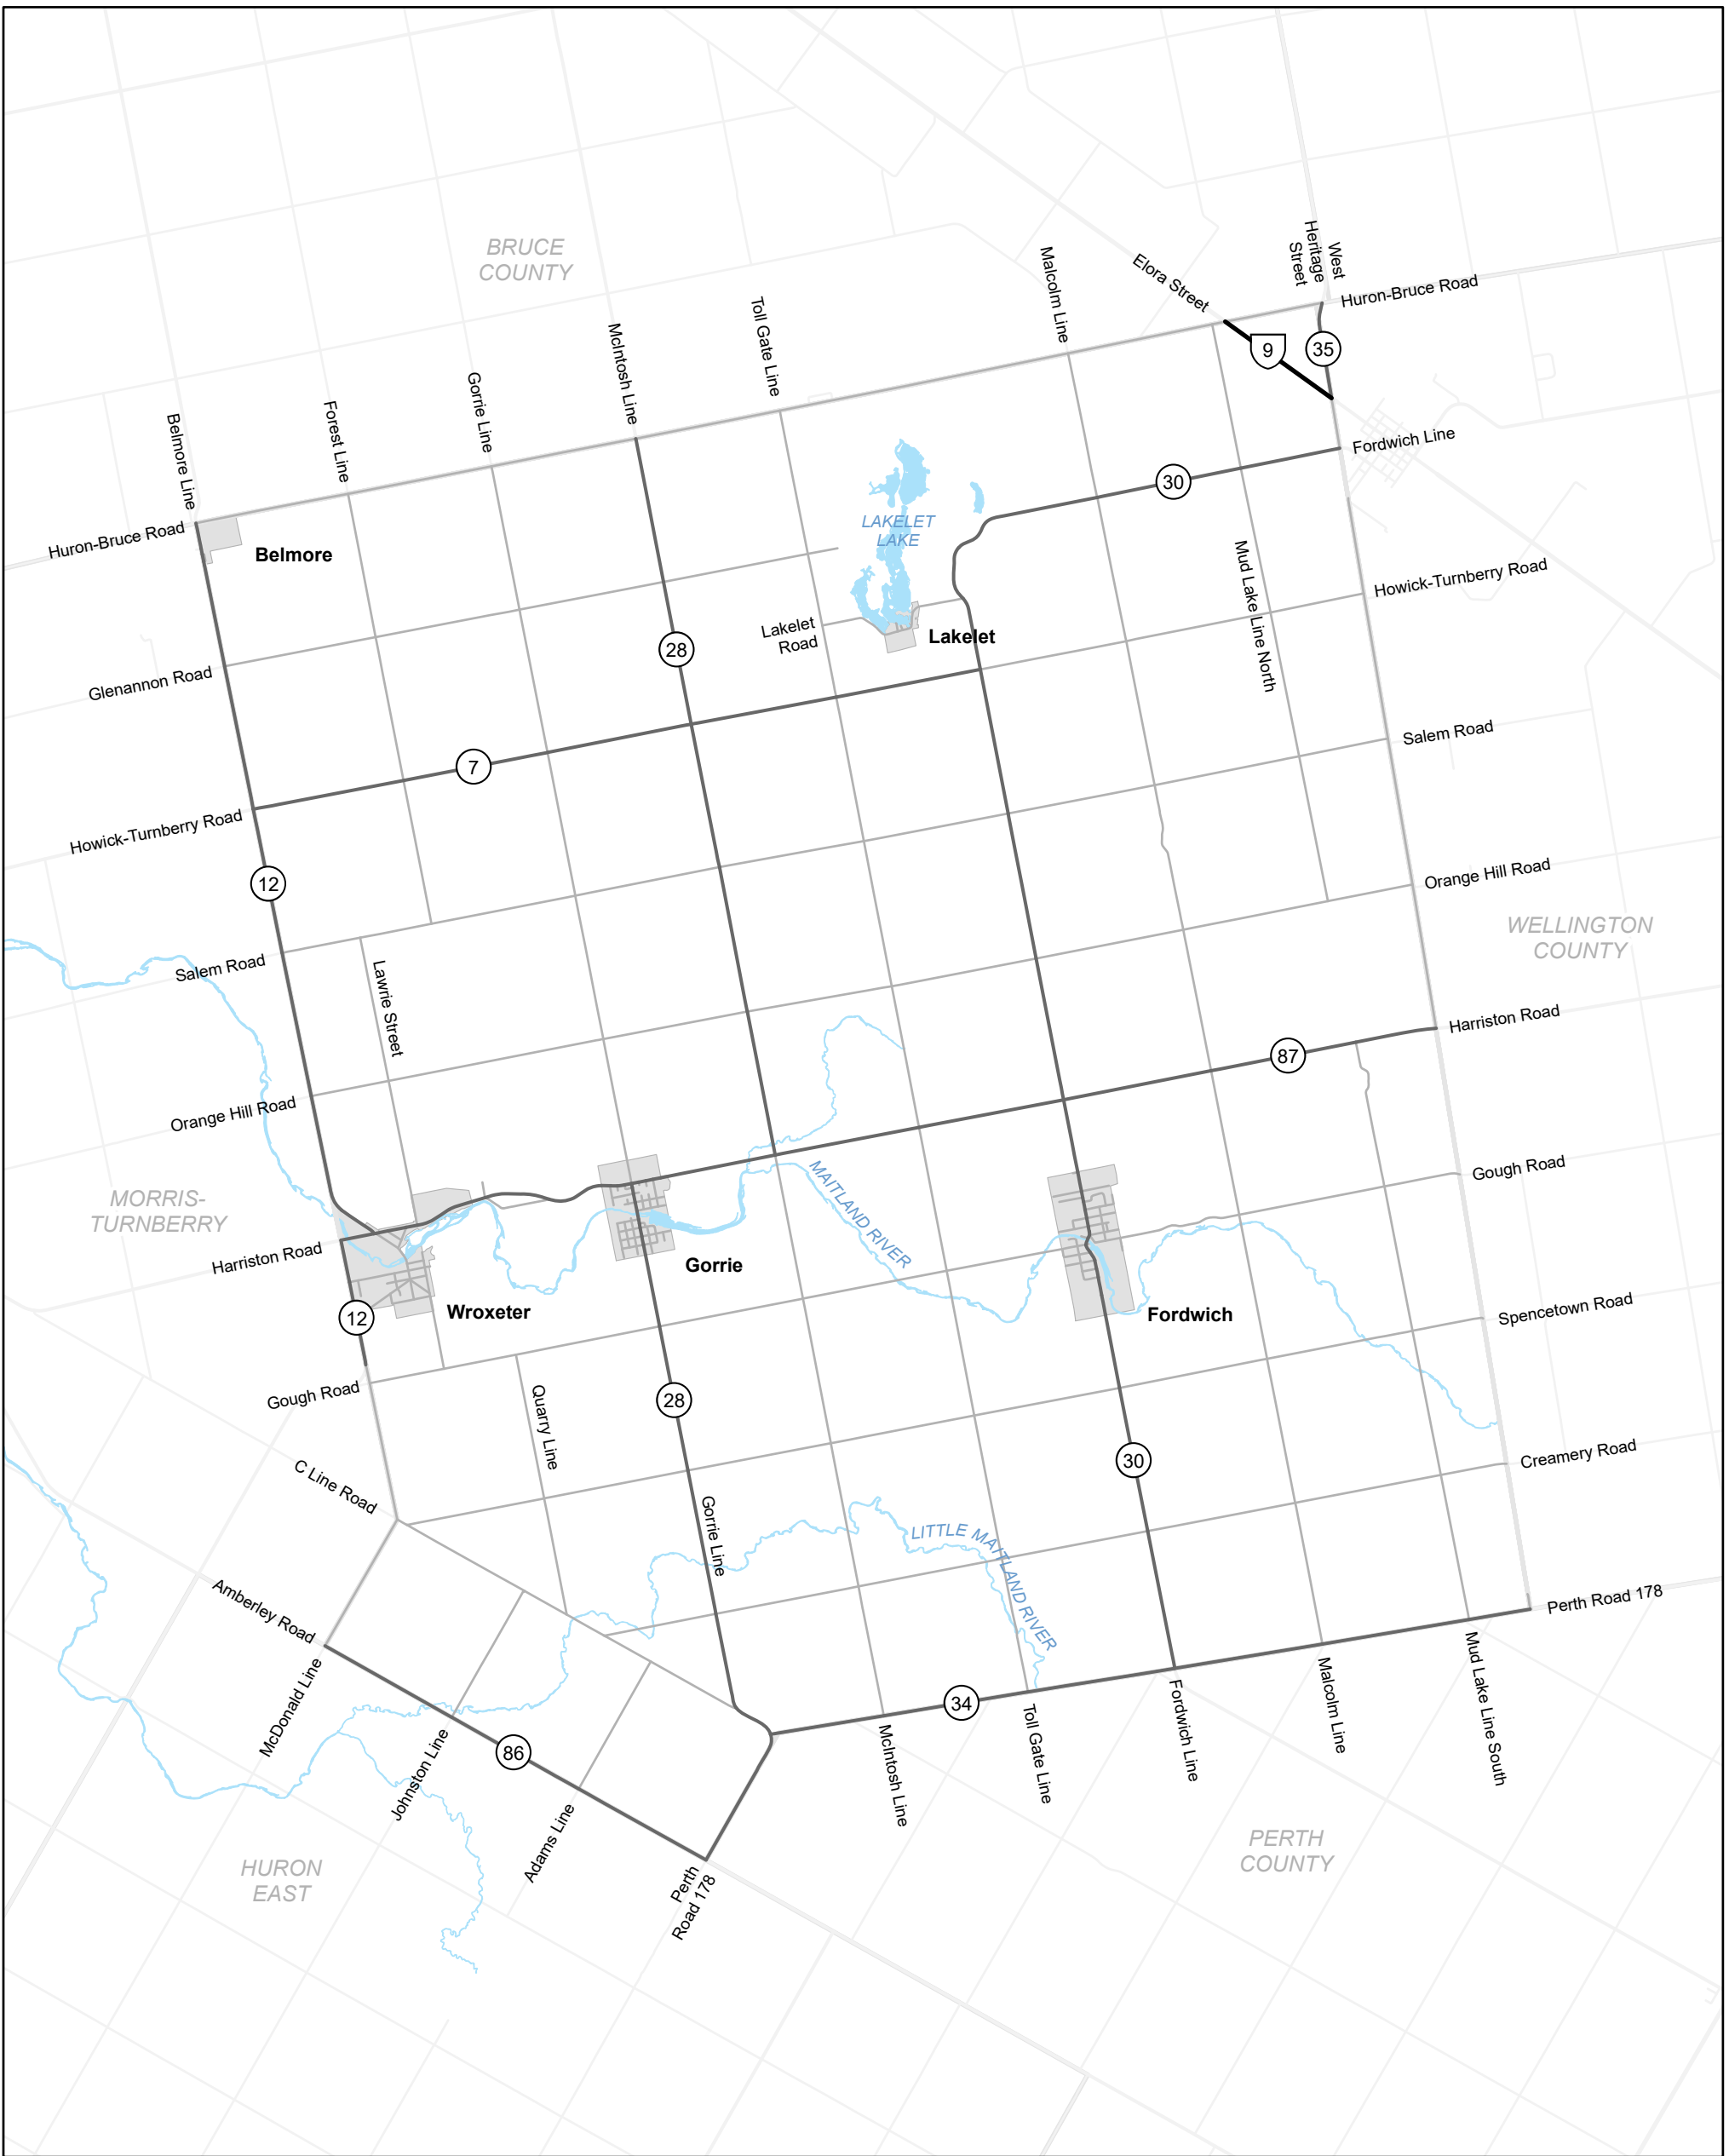 BRUCE
COUNTY
West
Heritage
Street
Elora Street
Huron-Bruce Road
Malcolm Line
Toll Gate Line
McIntosh Line
Gorrie Line
Forest Line
Belmore Line
9
35
Fordwich Line
30
Huron-Bruce Road
Belmore
LAKELET
LAKE
Mud Lake Line North
Howick-Turnberry Road
Lakelet
Road
Lakelet
28
Glenannon Road
Salem Road
7
Howick-Turnberry Road
12
Orange Hill Road
WELLINGTON
COUNTY
Salem Road
Lawrie Street
Harriston Road
87
Orange Hill Road
MORRIS-
TURNBERRY
MAITLAND RIVER
Gough Road
Harriston Road
Gorrie
Wroxeter
12
Fordwich
Spencetown Road
Gough Road
Quarry Line
28
30
Creamery Road
C Line Road
Gorrie Line
LITTLE MAITLAND RIVER
Amberley Road
Perth Road 178
McDonald Line
Johnston Line
86
Adams Line
34
McIntosh Line
Toll Gate Line
Fordwich Line
Malcolm Line
Mud Lake Line South
Perth
Road 178
HURON
EAST
PERTH
COUNTY